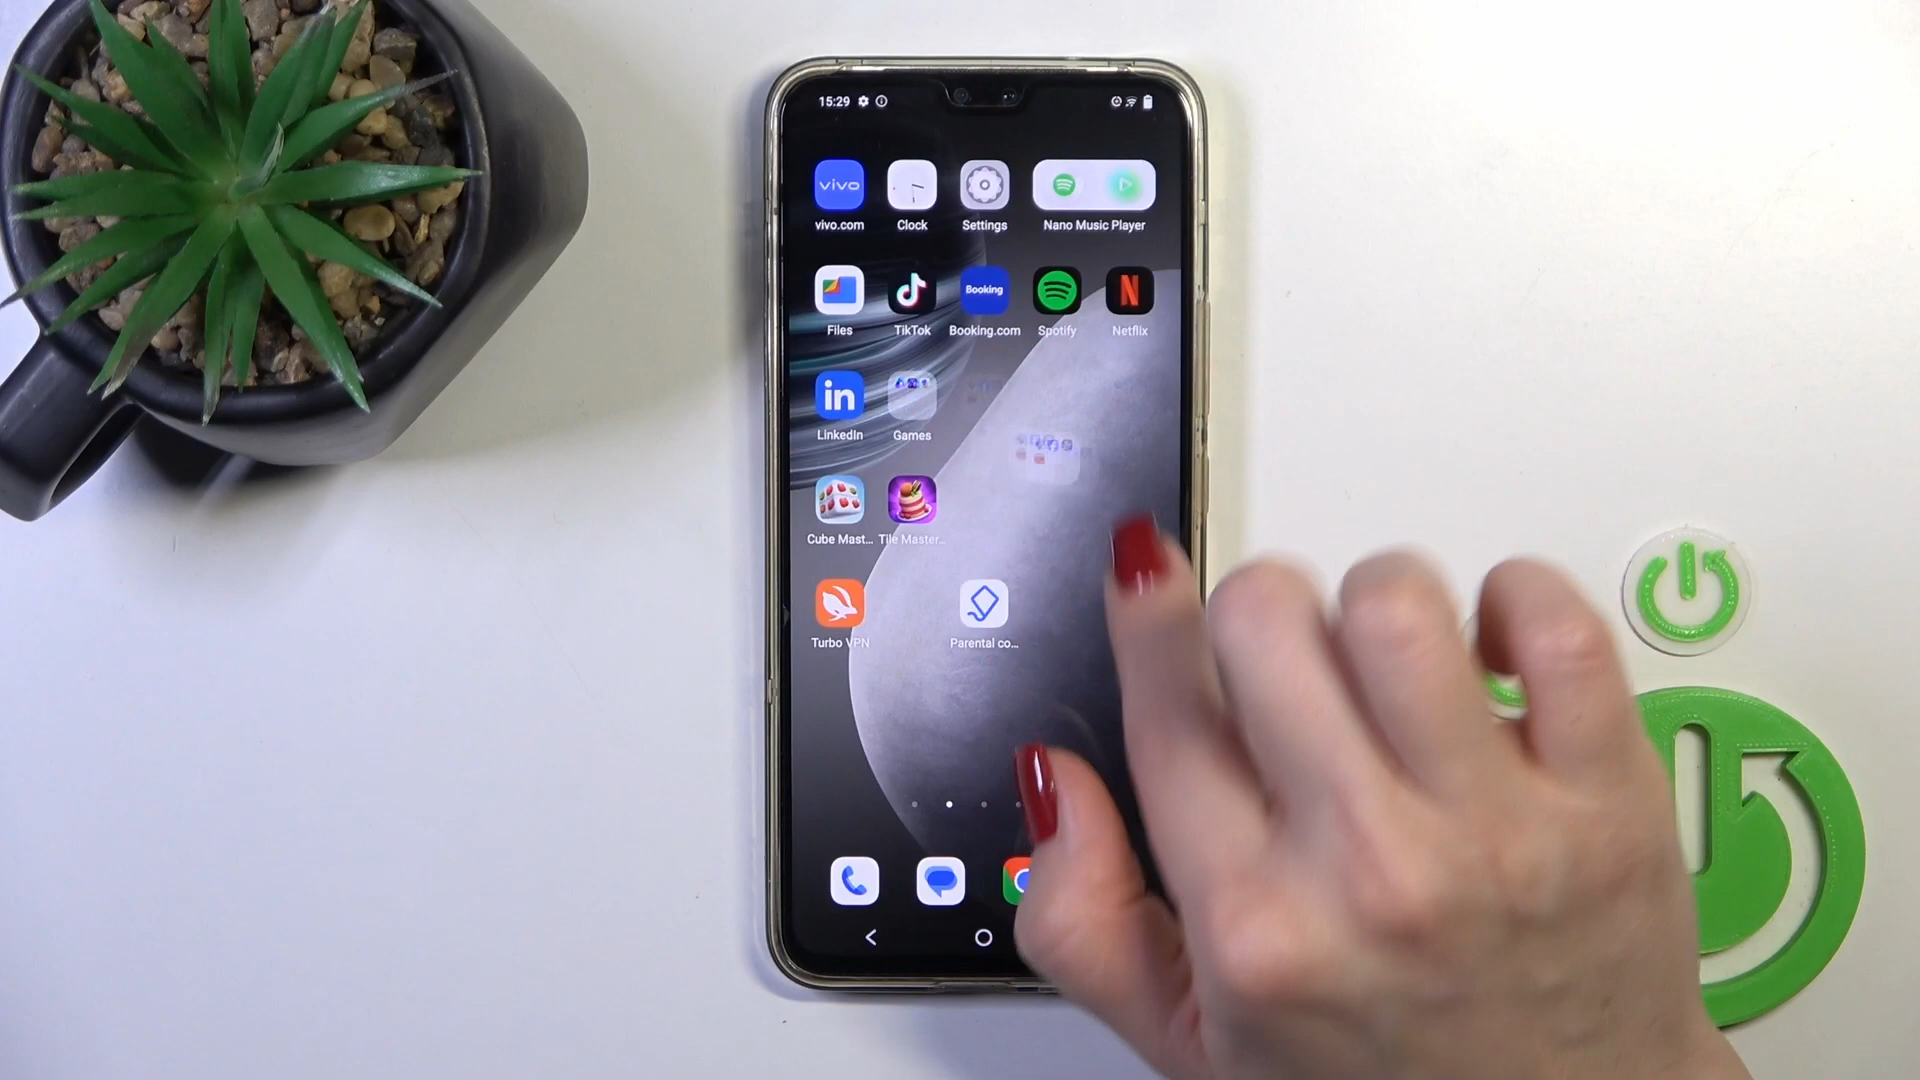 15:29
vivo
vivo.com
Clock
Settings
Nano Music Player
Booking
Files
TikTok
Booking.com
Spotify
Netflix
in
LinkedIn
Games
Cube Mast...
Tile Master...
Turbo VPN
Parental co...